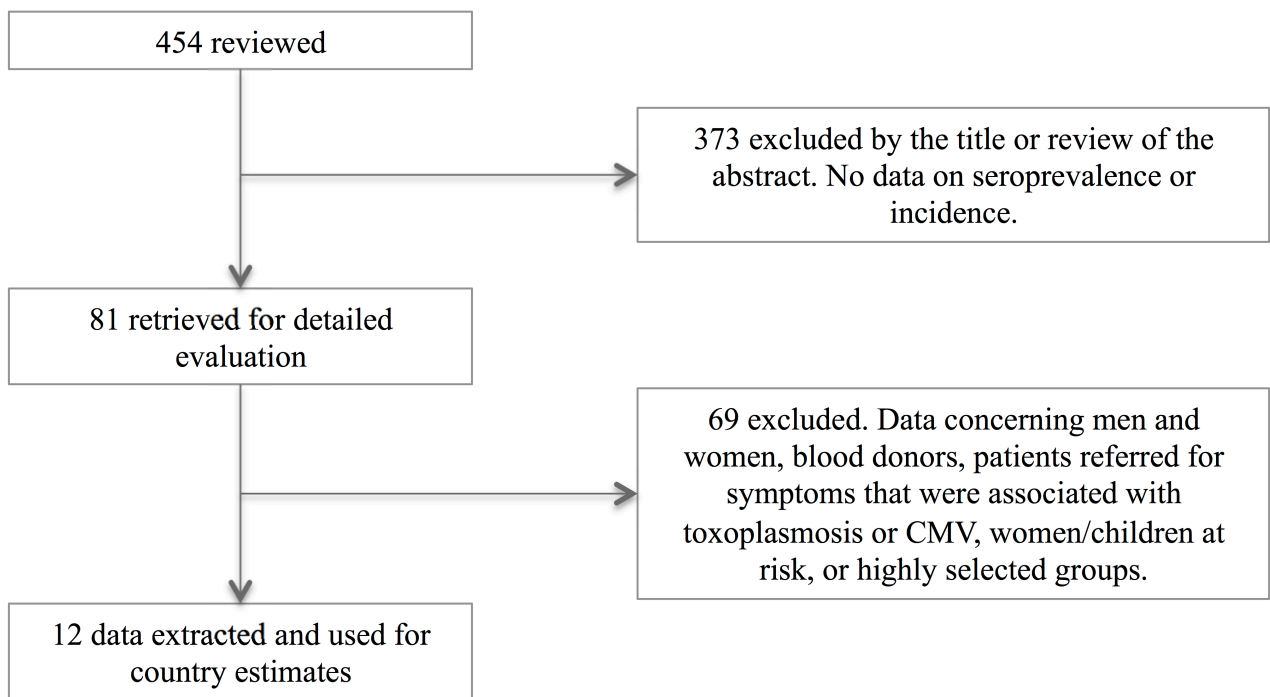 454 reviewed
373 excluded by the title or review of the
abstract. No data on seroprevalence or
incidence.
81 retrieved for detailed
evaluation
69 excluded. Data concerning men and
women, blood donors, patients referred for
symptoms that were associated with
toxoplasmosis or CMV, women/children at
risk, or highly selected groups.
12 data extracted and used for
country estimates